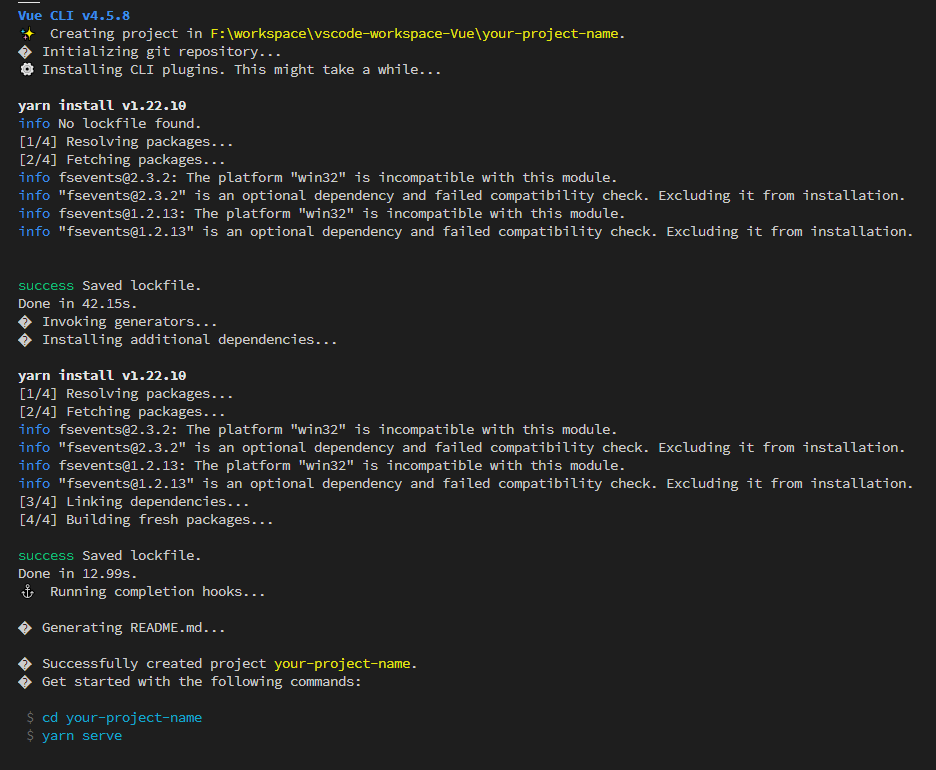 Vue CLI v4.5.8
✨ Creating project in F:\workspace\vscode-workspace-Vue\your-project-name.
� Initializing git repository...
⚙ Installing CLI plugins. This might take a while...
yarn install v1.22.10
info No lockfile found.
[1/4] Resolving packages...
[2/4] Fetching packages...
info fsevents@2.3.2: The platform "win32" is incompatible with this module.
info "fsevents@2.3.2" is an optional dependency and failed compatibility check. Excluding it from installation.
info fsevents@1.2.13: The platform "win32" is incompatible with this module.
info "fsevents@1.2.13" is an optional dependency and failed compatibility check. Excluding it from installation.
success Saved lockfile.
Done in 42.15s.
� Invoking generators...
� Installing additional dependencies...
yarn install v1.22.10
[1/4] Resolving packages...
[2/4] Fetching packages...
info fsevents@2.3.2: The platform "win32" is incompatible with this module.
info "fsevents@2.3.2" is an optional dependency and failed compatibility check. Excluding it from installation.
info fsevents@1.2.13: The platform "win32" is incompatible with this module.
info "fsevents@1.2.13" is an optional dependency and failed compatibility check. Excluding it from installation.
[3/4] Linking dependencies...
[4/4] Building fresh packages...
success Saved lockfile.
Done in 12.99s.
⚓ Running completion hooks...
� Generating README.md...
� Successfully created project your-project-name.
� Get started with the following commands:
$ cd your-project-name
$ yarn serve